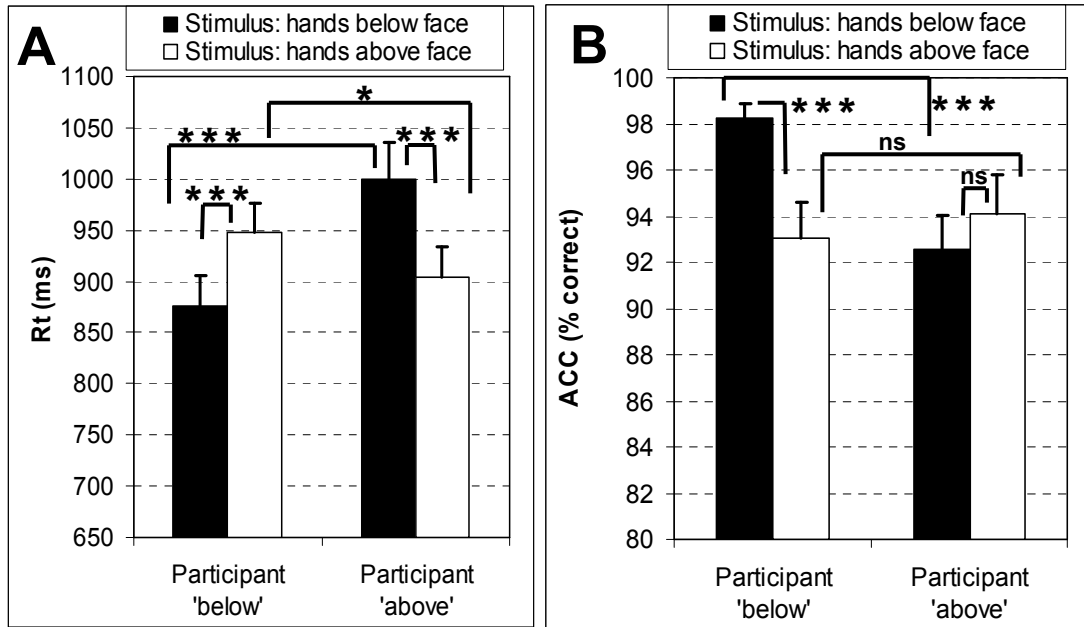 A
Stimulus: hands below face
Stimulus: hands above face
Rt (ms)
1100
1050
1000
950
900
850
800
750
700
650
*
***
***
***
Participant
'below'
Participant
'above'
B
Stimulus: hands below face
Stimulus: hands above face
ACC (% correct)
100
98
96
94
92
90
88
86
84
82
80
***
***
ns
ns
Participant
'below'
Participant
'above'